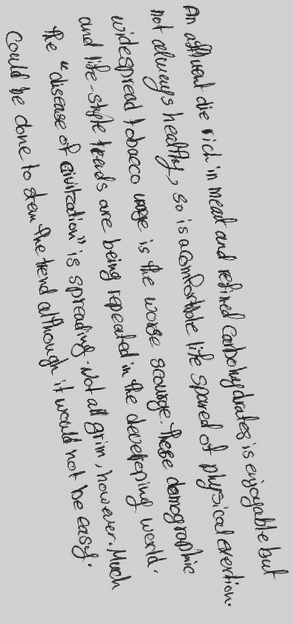 An affluent die rich in meat and refined carbohydrates is enjoyable but
not always healthy, so is a comfortable life spared of physical exertion.
widespread tobacco usage is the worse scourge. These demographic
and life-style trends are being repeated in the developing world.
the "disease of civilization" is spreading. Not all grim, however. Much
Could be done to stem the trend although it would not be easy.